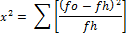 x² = ∑ [(fo − fh)² / fh]